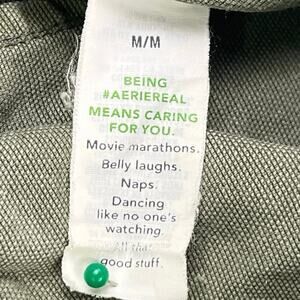 M/M
BEING
#AERIEREAL
MEANS CARING
FOR YOU.
Movie marathons.
Belly laughs.
Naps.
Dancing
like no one's
watching.
All that
good stuff.